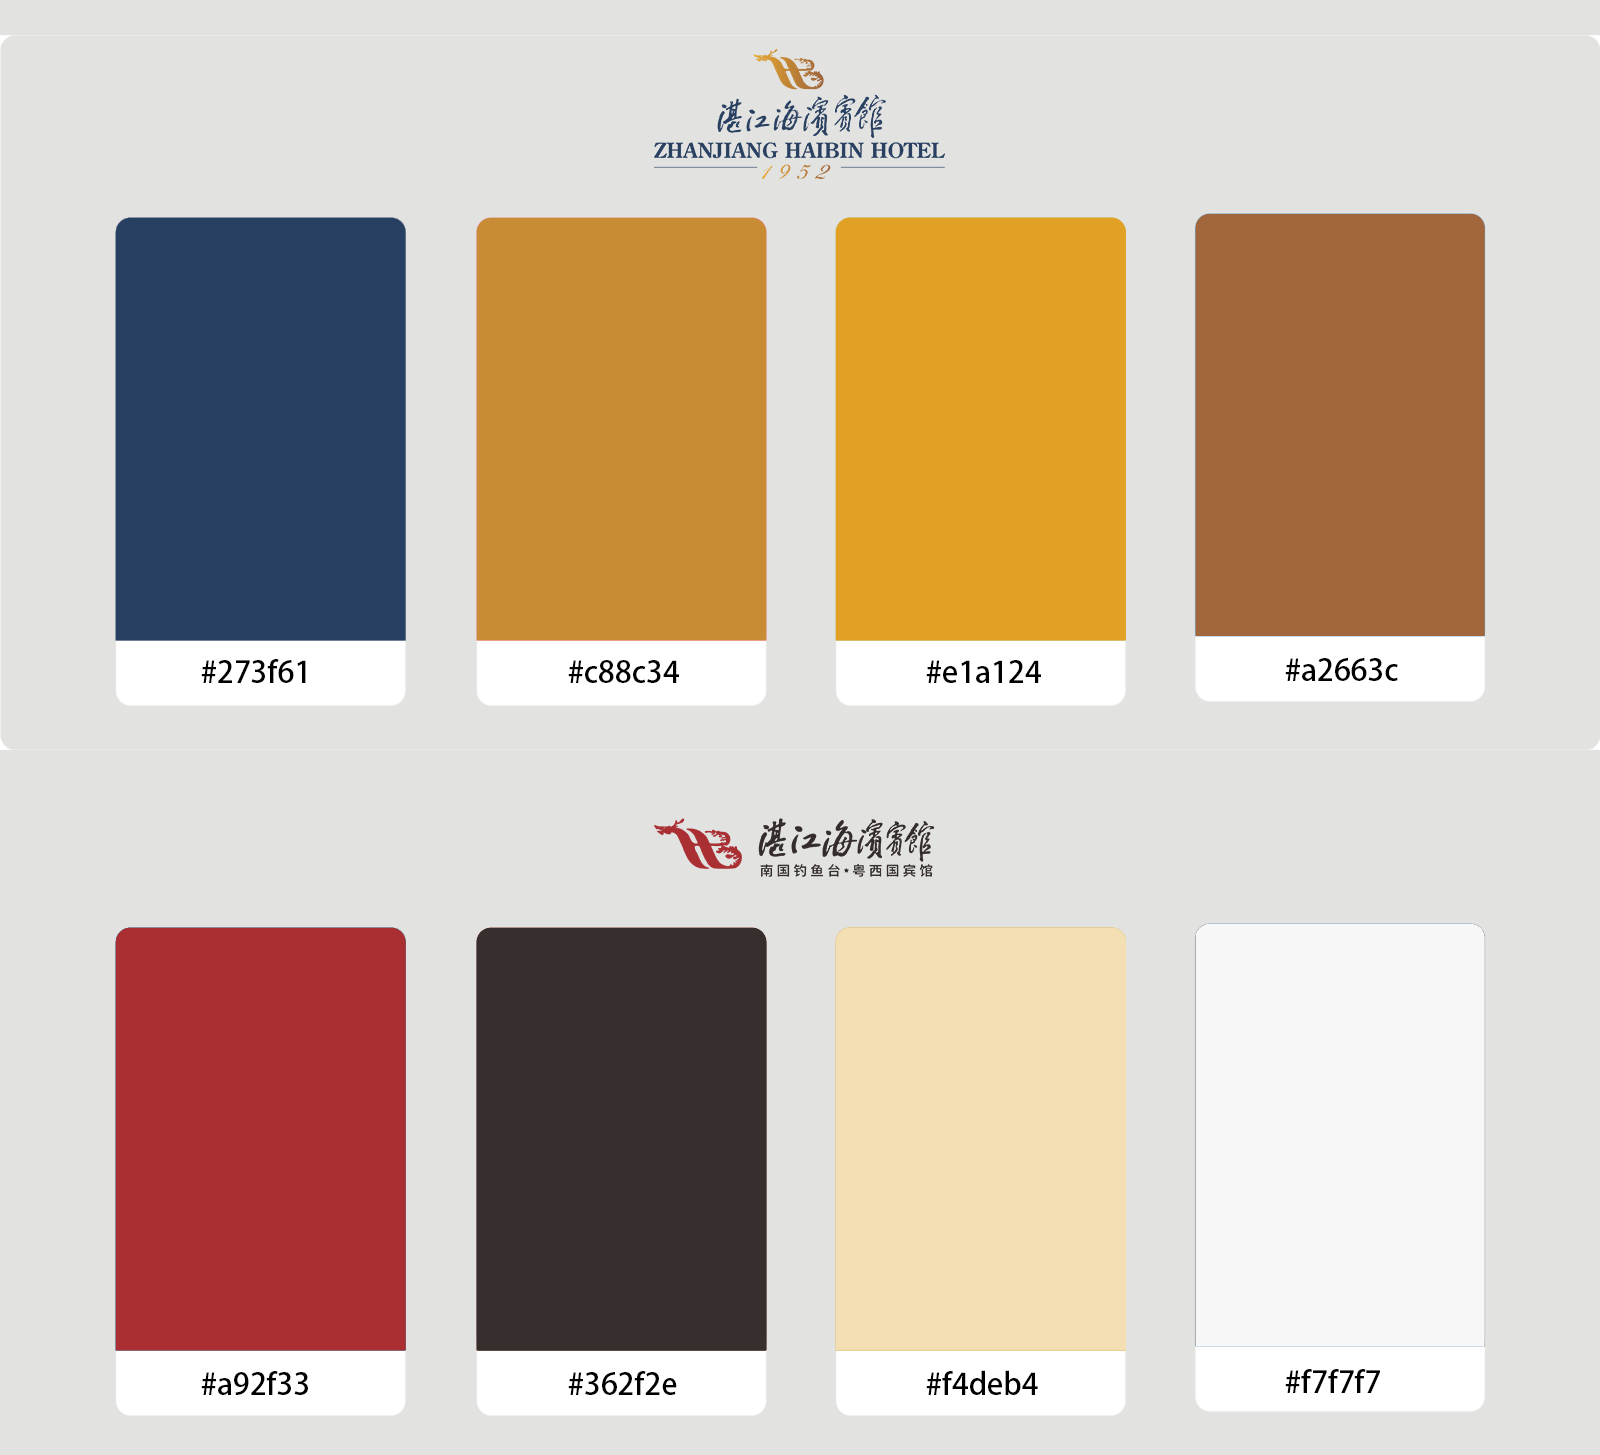 湛江海濱賓館
ZHANJIANG HAIBIN HOTEL
1952
#273f61
#c88c34
#e1a124
#a2663c
湛江海濱賓館
南国钓鱼台·粤西国宾馆
#a92f33
#362f2e
#f4deb4
#f7f7f7